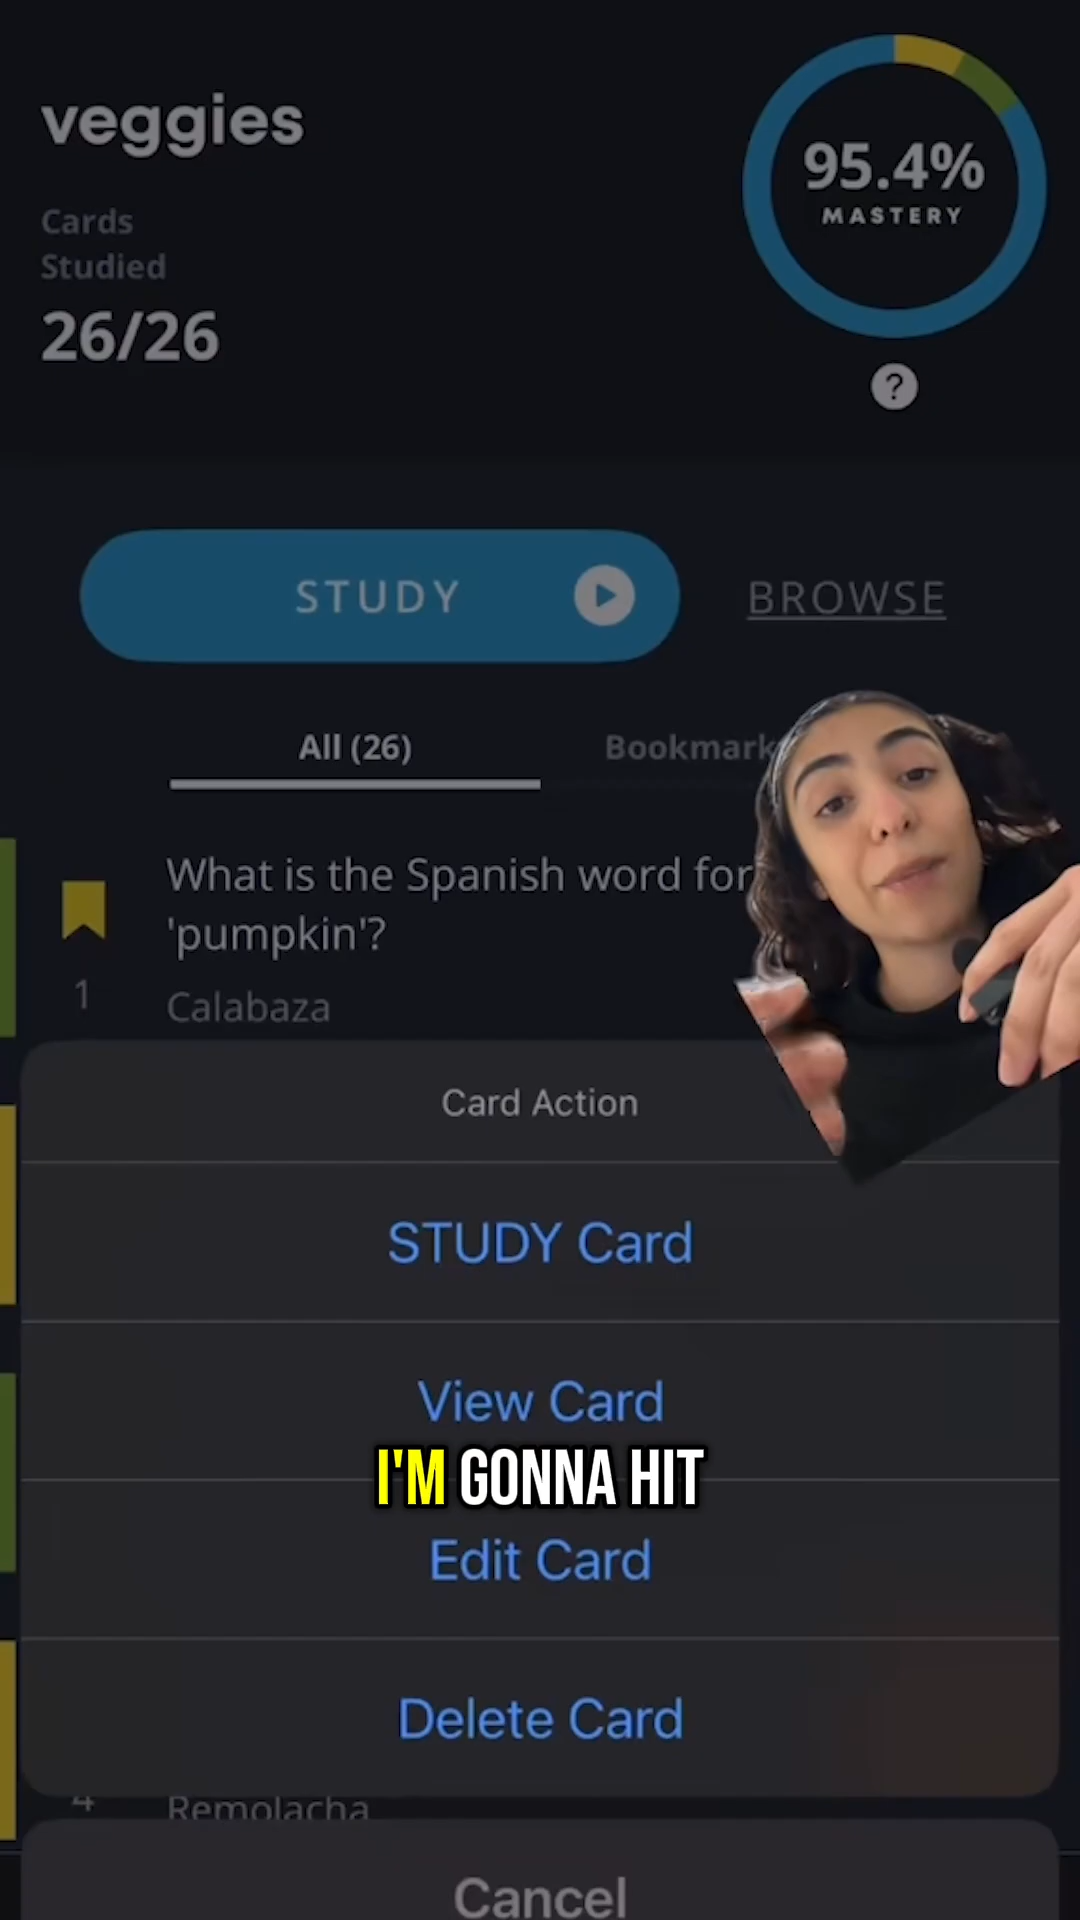 veggies
95.4%
MASTERY
Cards
Studied
26/26
?
STUDY
BROWSE
All (26)
Bookmark
What is the Spanish word for
'pumpkin'?
1
Calabaza
Card Action
STUDY Card
View Card
I'M GONNA HIT
Edit Card
Delete Card
4
Remolacha
Cancel